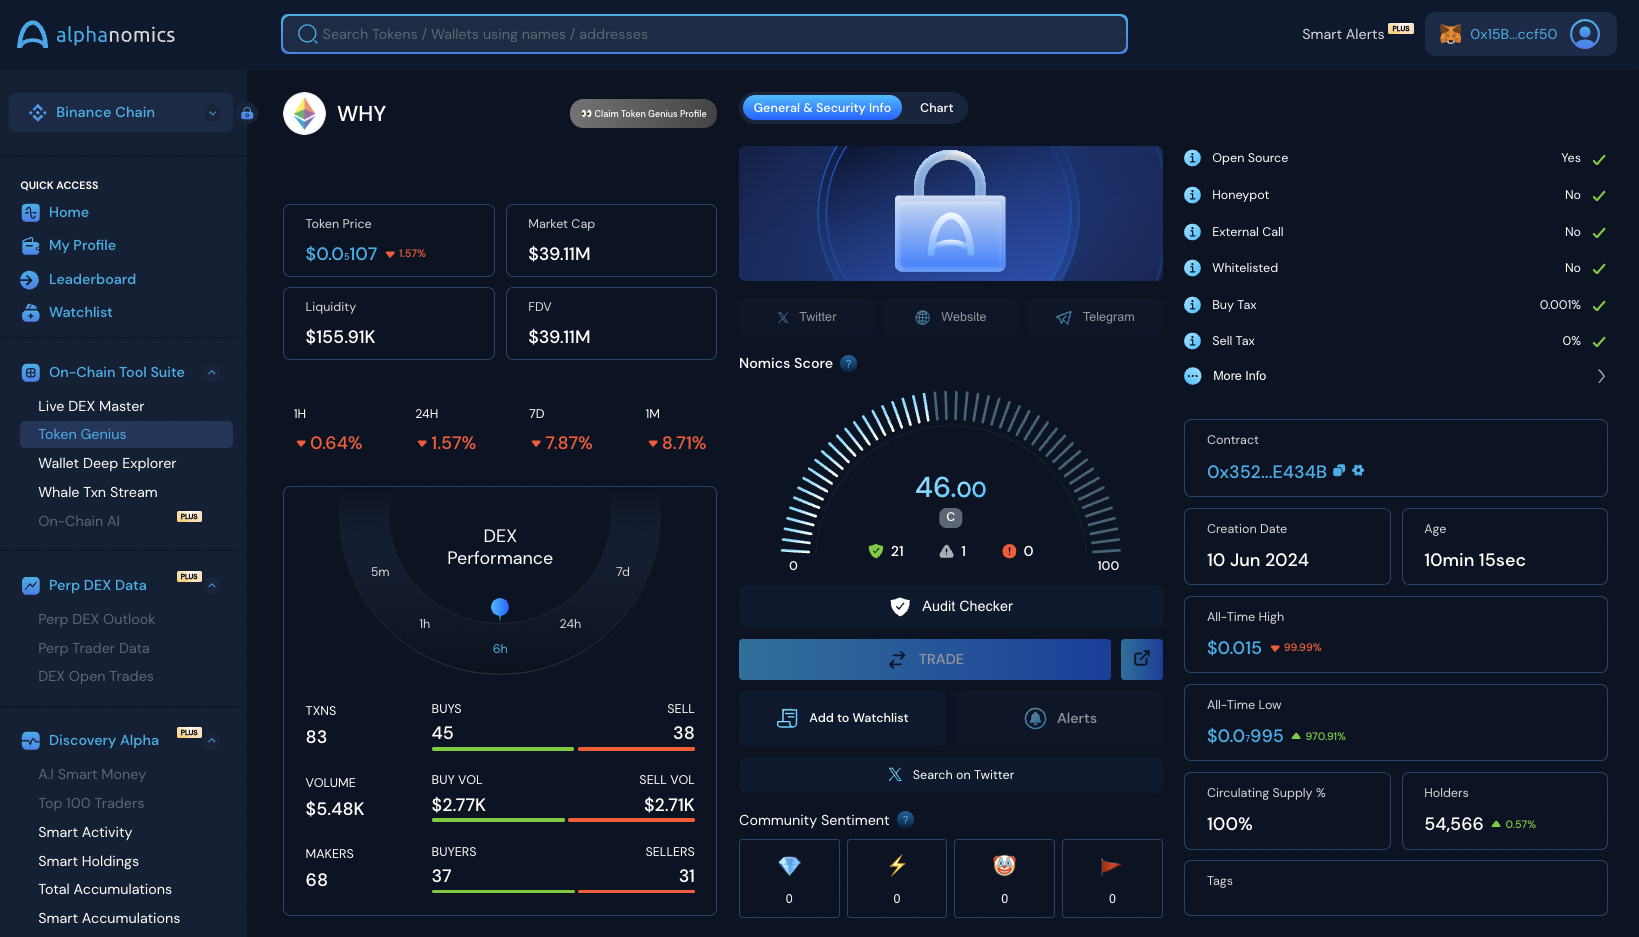 alphanomics
Search Tokens / Wallets using names / addresses
Smart Alerts PLUS
0x15B...ccf50
Binance Chain
QUICK ACCESS
Home
My Profile
Leaderboard
Watchlist
On-Chain Tool Suite
Live DEX Master
Token Genius
Wallet Deep Explorer
Whale Txn Stream
On-Chain AI PLUS
Perp DEX Data PLUS
Perp DEX Outlook
Perp Trader Data
DEX Open Trades
Discovery Alpha PLUS
A.I Smart Money
Top 100 Traders
Smart Activity
Smart Holdings
Total Accumulations
Smart Accumulations
WHY
Claim Token Genius Profile
Token Price
$0.0₅107 1.57%
Market Cap
$39.11M
Liquidity
$155.91K
FDV
$39.11M
1H 24H 7D 1M
0.64% 1.57% 7.87% 8.71%
DEX
Performance
5m 7d
1h 24h
6h
TXNS BUYS SELL
83 45 38
VOLUME BUY VOL SELL VOL
$5.48K $2.77K $2.71K
MAKERS BUYERS SELLERS
68 37 31
General & Security Info Chart
Twitter Website Telegram
Nomics Score ?
46.00
C
21 1 0
0 100
Audit Checker
TRADE
Add to Watchlist Alerts
Search on Twitter
Community Sentiment ?
0 0 0 0
Open Source Yes
Honeypot No
External Call No
Whitelisted No
Buy Tax 0.001%
Sell Tax 0%
More Info
Contract
0x352...E434B
Creation Date
10 Jun 2024
Age
10min 15sec
All-Time High
$0.015 99.99%
All-Time Low
$0.0₇995 970.91%
Circulating Supply %
100%
Holders
54,566 0.57%
Tags